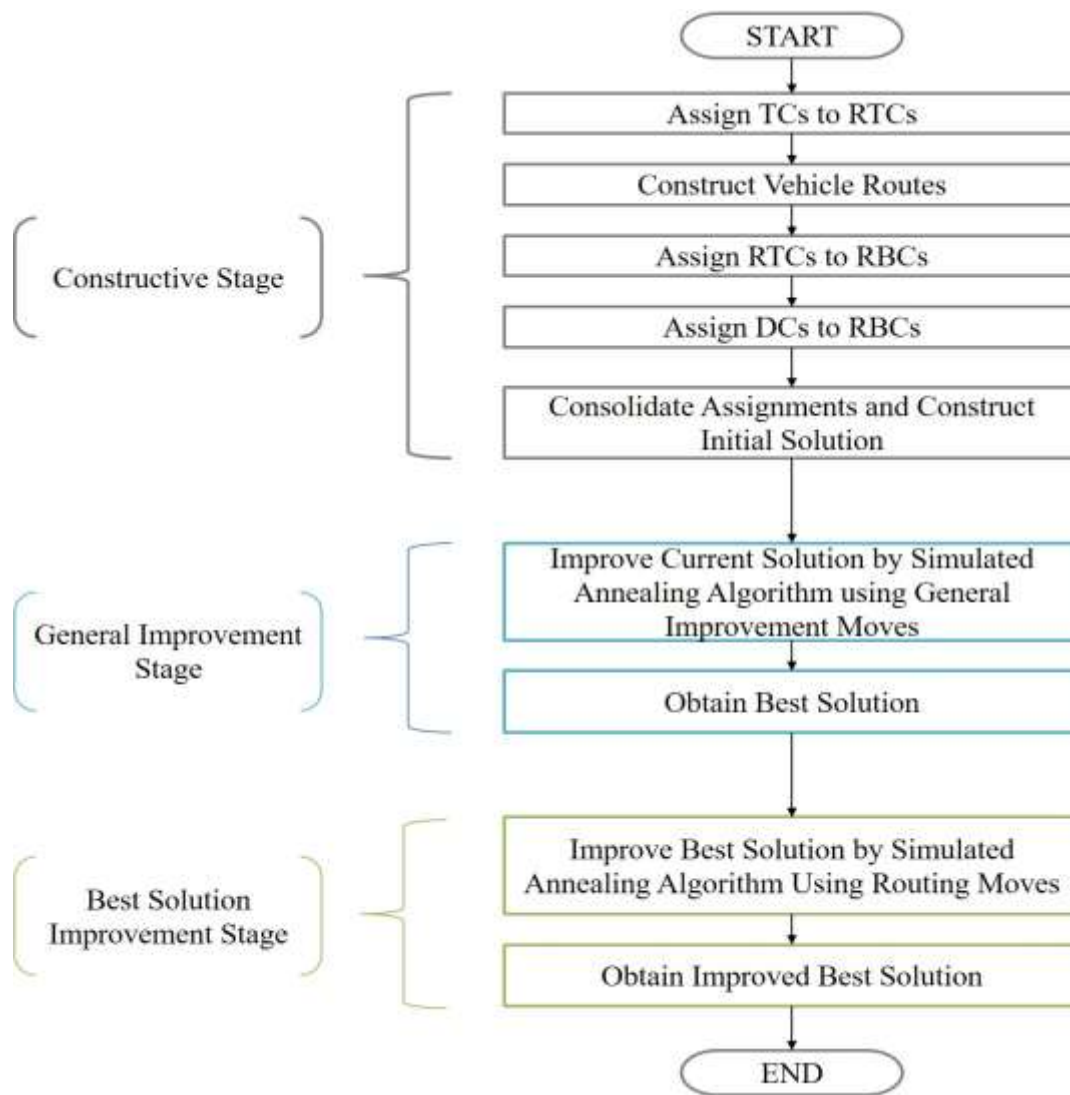 START
Assign TCs to RTCs
Construct Vehicle Routes
Assign RTCs to RBCs
Constructive Stage
Assign DCs to RBCs
Consolidate Assignments and Construct
Initial Solution
Improve Current Solution by Simulated
Annealing Algorithm using General
Improvement Moves
General Improvement
Stage
Obtain Best Solution
Improve Best Solution by Simulated
Annealing Algorithm Using Routing Moves
Best Solution
Improvement Stage
Obtain Improved Best Solution
END